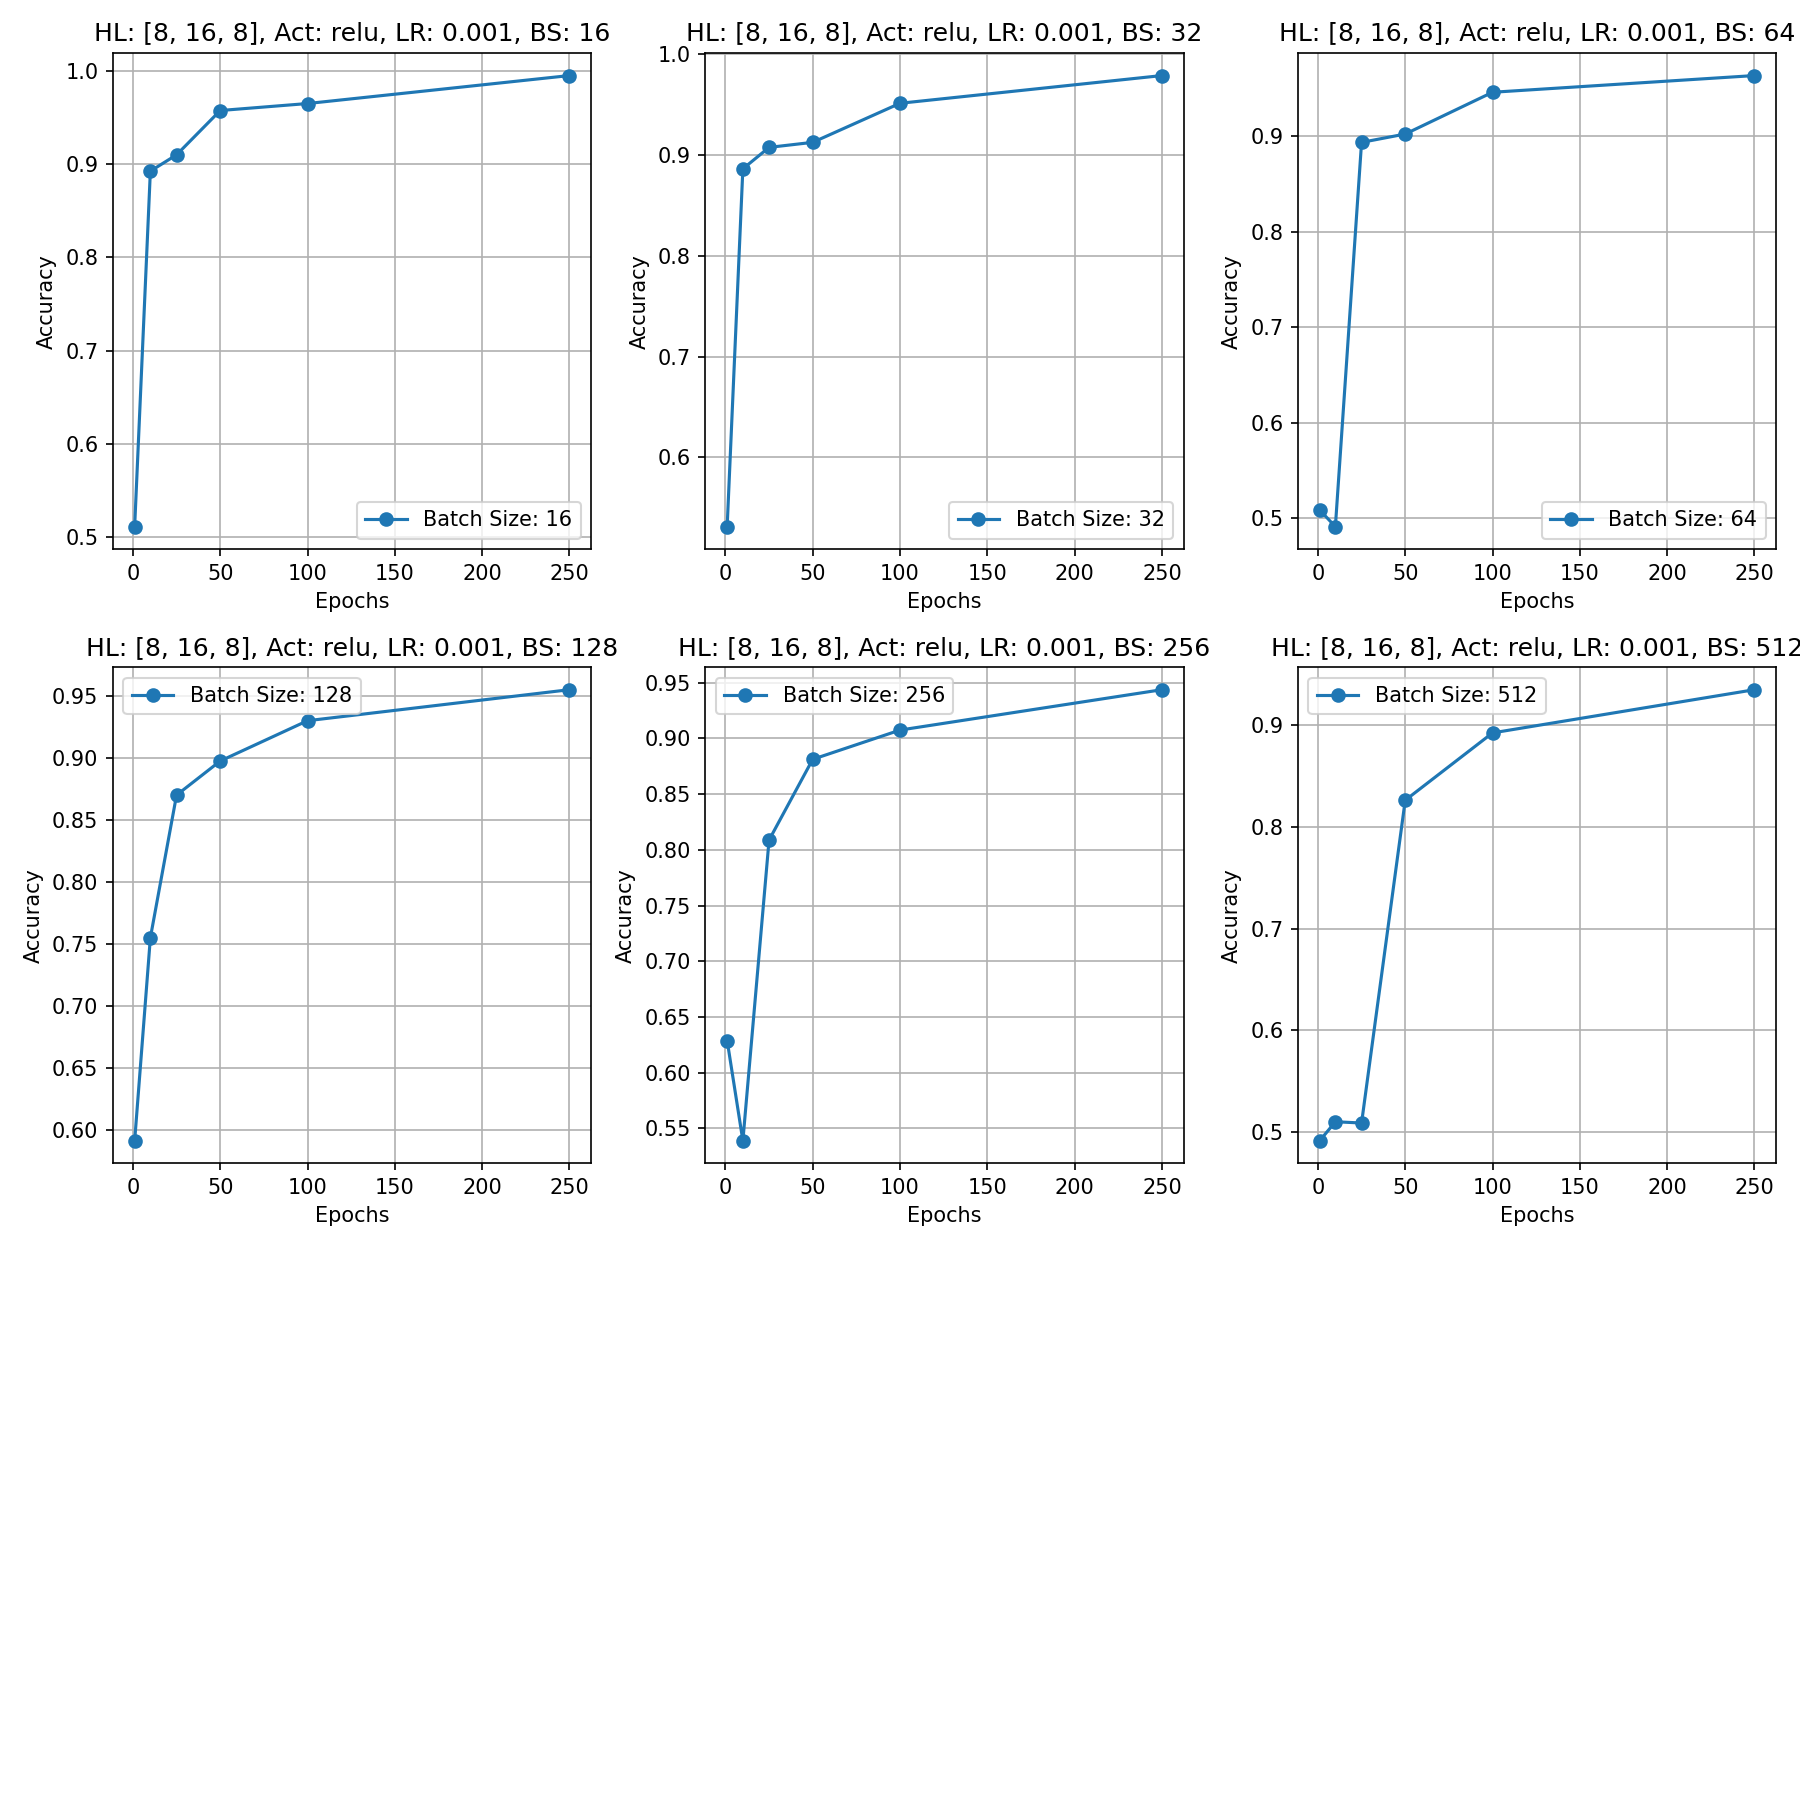 HL: [8, 16, 8], Act: relu, LR: 0.001, BS: 16
1.0
0.9
0.8
0.7
0.6
0.5
Accuracy
Batch Size: 16
0 50 100 150 200 250
Epochs
HL: [8, 16, 8], Act: relu, LR: 0.001, BS: 32
1.0
0.9
0.8
0.7
0.6
Accuracy
Batch Size: 32
0 50 100 150 200 250
Epochs
HL: [8, 16, 8], Act: relu, LR: 0.001, BS: 64
0.9
0.8
0.7
0.6
0.5
Accuracy
Batch Size: 64
0 50 100 150 200 250
Epochs
HL: [8, 16, 8], Act: relu, LR: 0.001, BS: 128
Batch Size: 128
0.95
0.90
0.85
0.80
0.75
0.70
0.65
0.60
Accuracy
0 50 100 150 200 250
Epochs
HL: [8, 16, 8], Act: relu, LR: 0.001, BS: 256
Batch Size: 256
0.95
0.90
0.85
0.80
0.75
0.70
0.65
0.60
0.55
Accuracy
0 50 100 150 200 250
Epochs
HL: [8, 16, 8], Act: relu, LR: 0.001, BS: 512
Batch Size: 512
0.9
0.8
0.7
0.6
0.5
Accuracy
0 50 100 150 200 250
Epochs